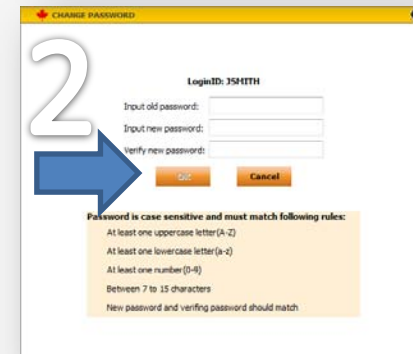 CHANGE PASSWORD
2
LoginID: JSMITH
Input old password:
Input new password:
Verify new password:
Cancel
Password is case sensitive and must match following rules:
At least one uppercase letter(A-Z)
At least one lowercase letter(a-z)
At least one number(0-9)
Between 7 to 15 characters
New password and verifing password should match